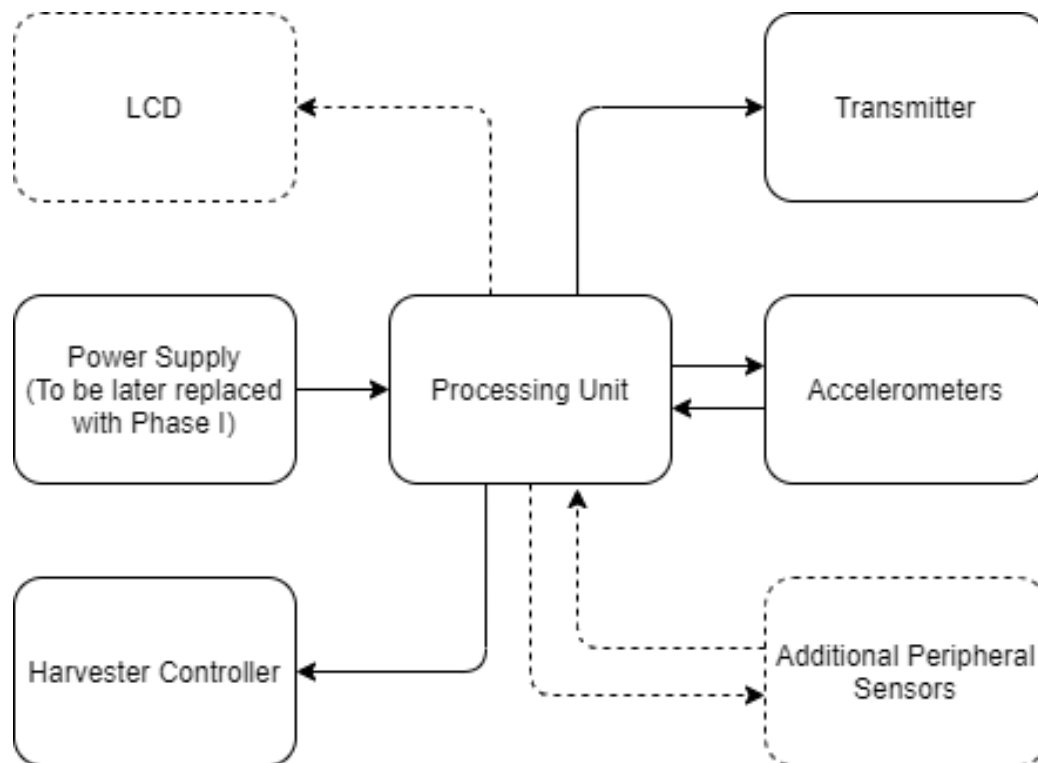 LCD
Transmitter
Power Supply
(To be later replaced
with Phase I)
Processing Unit
Accelerometers
Harvester Controller
Additional Peripheral
Sensors